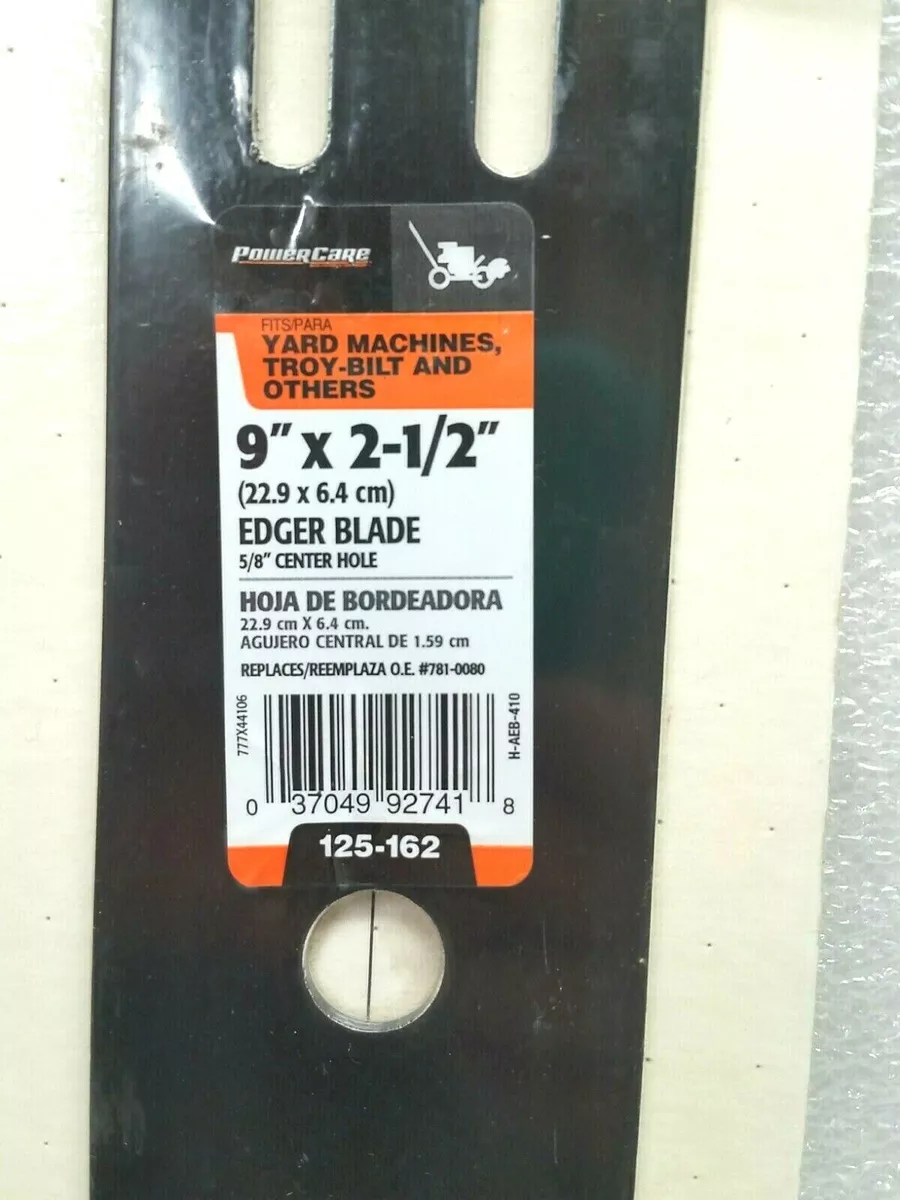 PowerCare
FITS/PARA
YARD MACHINES,
TROY-BILT AND
OTHERS
9" x 2-1/2"
(22.9 x 6.4 cm)
EDGER BLADE
5/8" CENTER HOLE
HOJA DE BORDEADORA
22.9 cm X 6.4 cm.
AGUJERO CENTRAL DE 1.59 cm
REPLACES/REEMPLAZA O.E. #781-0080
777X44106
H-AEB-410
0 37049 92741 8
125-162